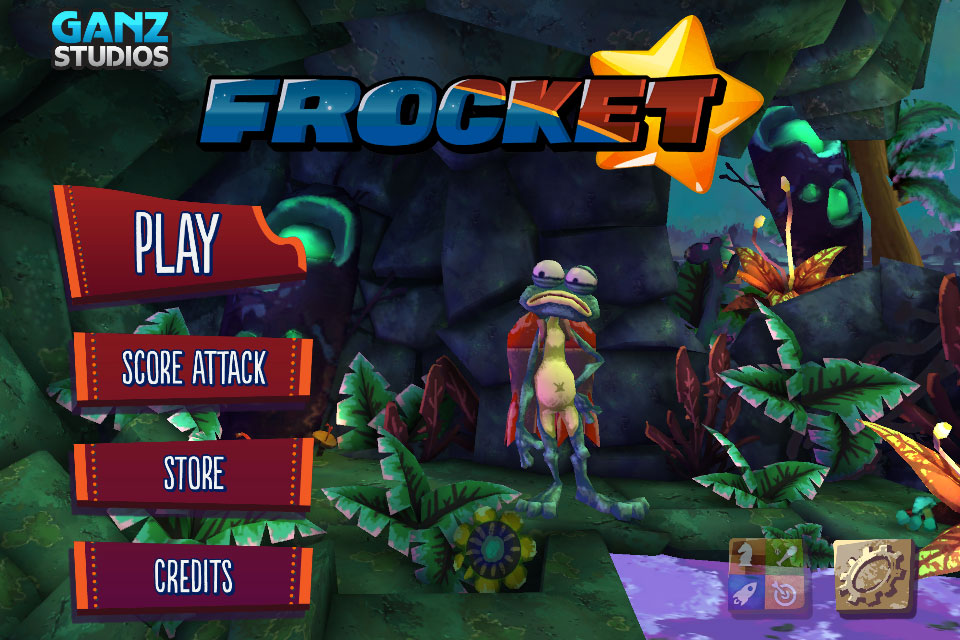 GANZ
STUDIOS
FROCKET
PLAY
SCORE ATTACK
STORE
CREDITS